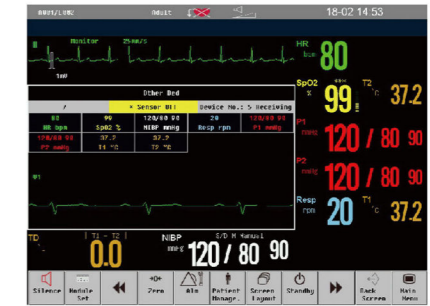 Adult 18-02 14:53
II Monitor 25mm/s
1mV
HR bpm 80
Other Bed
? * Sensor Off Device No.: 5 Receiving
80 99 120/80 90 20 120/80 90
HR bpm SpO2 % NIBP mmHg Resp rpm P1 mmHg
120/80 90 37.2 37.2
P2 mmHg T1 °C T2 °C
SpO2 % 99 T2 °C 37.2
P1 mmHg 120 / 80 90
P2 mmHg 120 / 80 90
Resp rpm 20 T1 °C 37.2
TD | T1 - T2 | 0.0
NIBP mmHg S/D M Manual 120 / 80 90
Silence Module Set Zero Alm Patient Manage. Screen Layout Standby Back Screen Main Menu